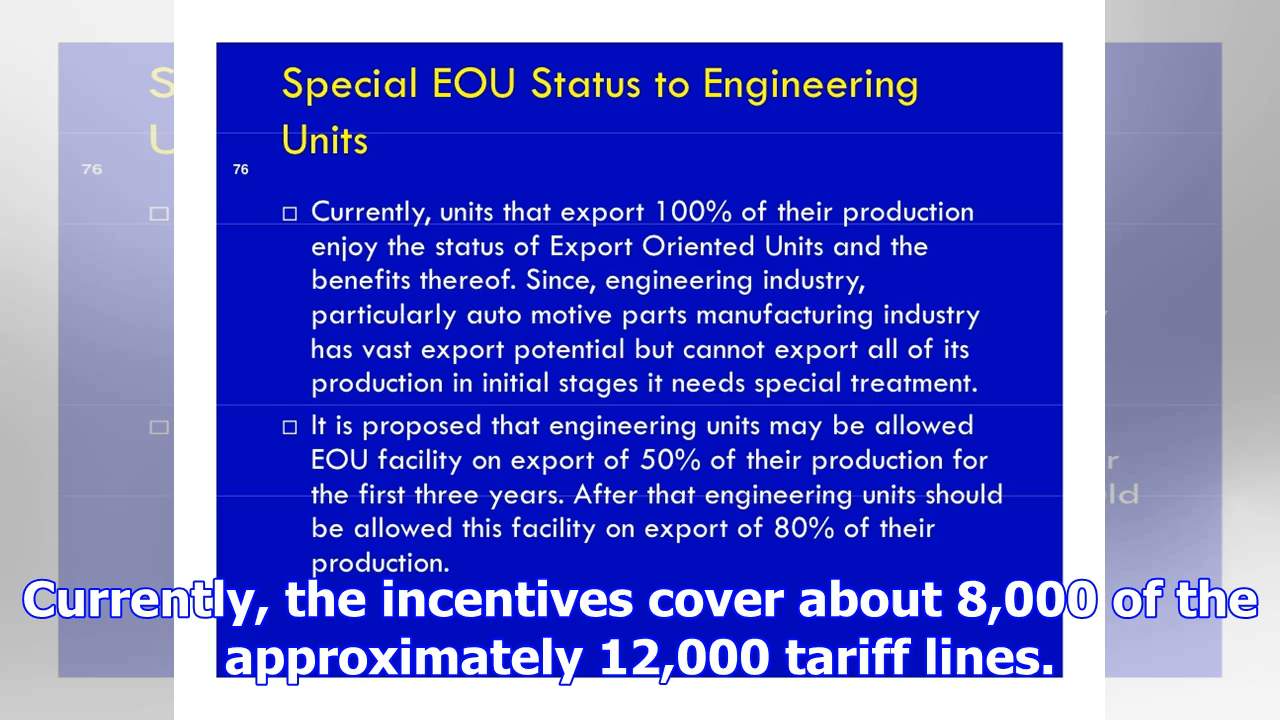 Special EOU Status to Engineering
Units
76
Currently, units that export 100% of their production
enjoy the status of Export Oriented Units and the
benefits thereof. Since, engineering industry,
particularly auto motive parts manufacturing industry
has vast export potential but cannot export all of its
production in initial stages it needs special treatment.
It is proposed that engineering units may be allowed
EOU facility on export of 50% of their production for
the first three years. After that engineering units should
be allowed this facility on export of 80% of their
production.
Currently, the incentives cover about 8,000 of the
approximately 12,000 tariff lines.